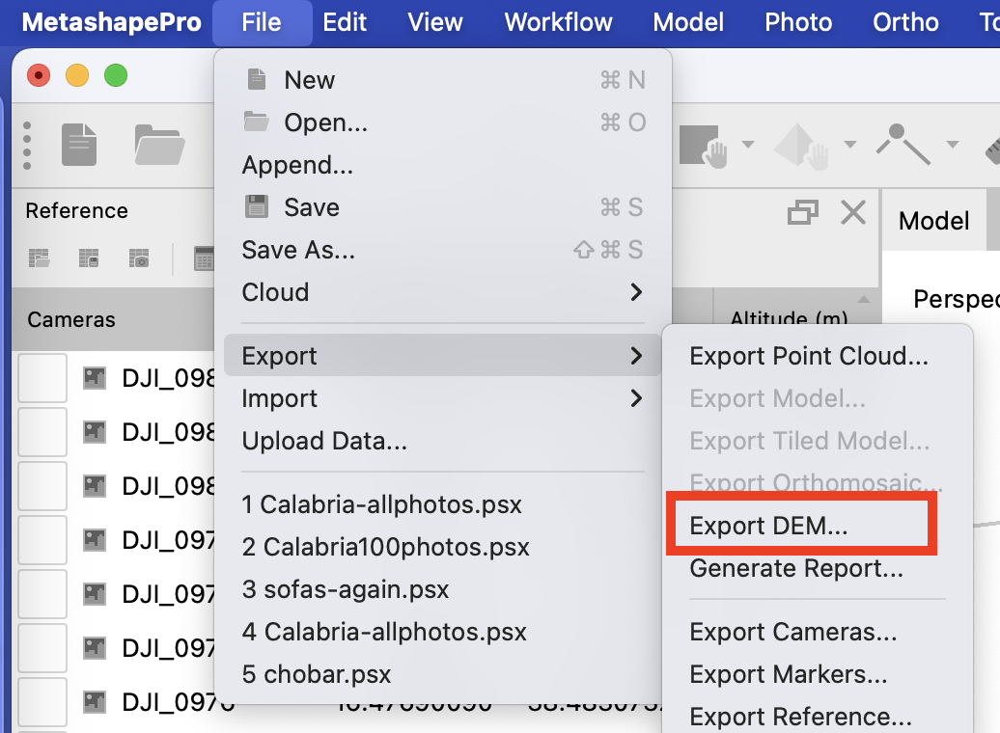 MetashapePro File Edit View Workflow Model Photo Ortho
New ⌘ N
Open... ⌘ O
Append...
Save ⌘ S
Save As... ⇧ ⌘ S
Cloud
Export
Import
Upload Data...
1 Calabria-allphotos.psx
2 Calabria100photos.psx
3 sofas-again.psx
4 Calabria-allphotos.psx
5 chobar.psx
Export Point Cloud...
Export Model...
Export Tiled Model...
Export Orthomosaic...
Export DEM...
Generate Report...
Export Cameras...
Export Markers...
Export Reference...
Reference
Cameras
Altitude (m)
DJI_098
DJI_098
DJI_098
DJI_097
DJI_097
DJI_097
DJI_0976
Model
Perspec